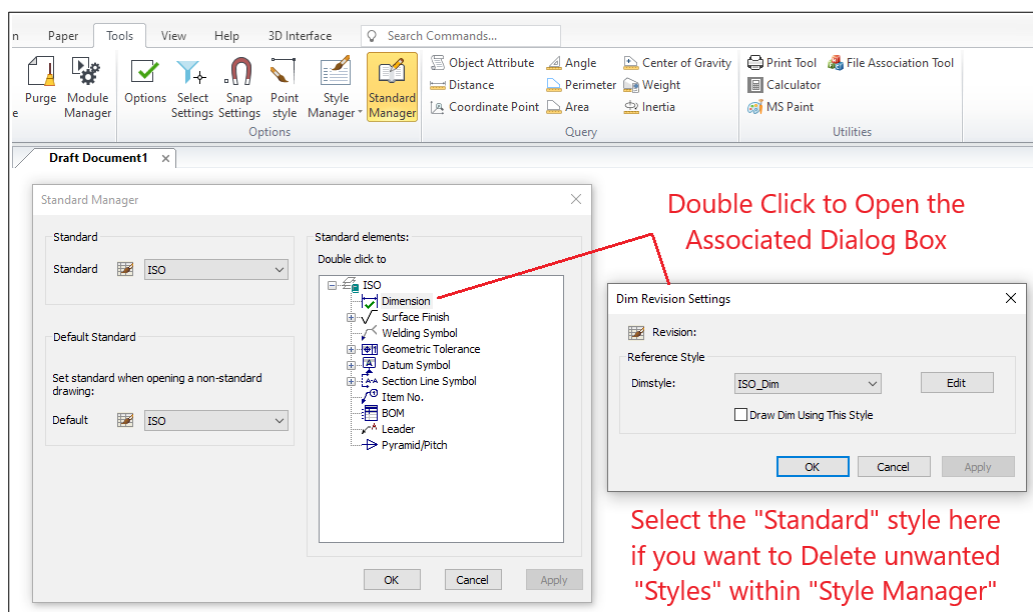 n Paper Tools View Help 3D Interface Search Commands...
Purge Module Manager Options Select Settings Snap Settings Point style Style Manager Standard Manager
e
Object Attribute Angle Center of Gravity Print Tool File Association Tool
Distance Perimeter Weight Calculator
Coordinate Point Area Inertia MS Paint
Options Query Utilities
Draft Document1 ×
Standard Manager
Standard
Standard ISO
Default Standard
Set standard when opening a non-standard
drawing:
Default ISO
Standard elements:
Double click to
ISO
Dimension
Surface Finish
Welding Symbol
Geometric Tolerance
Datum Symbol
Section Line Symbol
Item No.
BOM
Leader
Pyramid/Pitch
OK Cancel Apply
Double Click to Open the
Associated Dialog Box
Dim Revision Settings
Revision:
Reference Style
Dimstyle: ISO_Dim Edit
Draw Dim Using This Style
OK Cancel Apply
Select the "Standard" style here
if you want to Delete unwanted
"Styles" within "Style Manager"